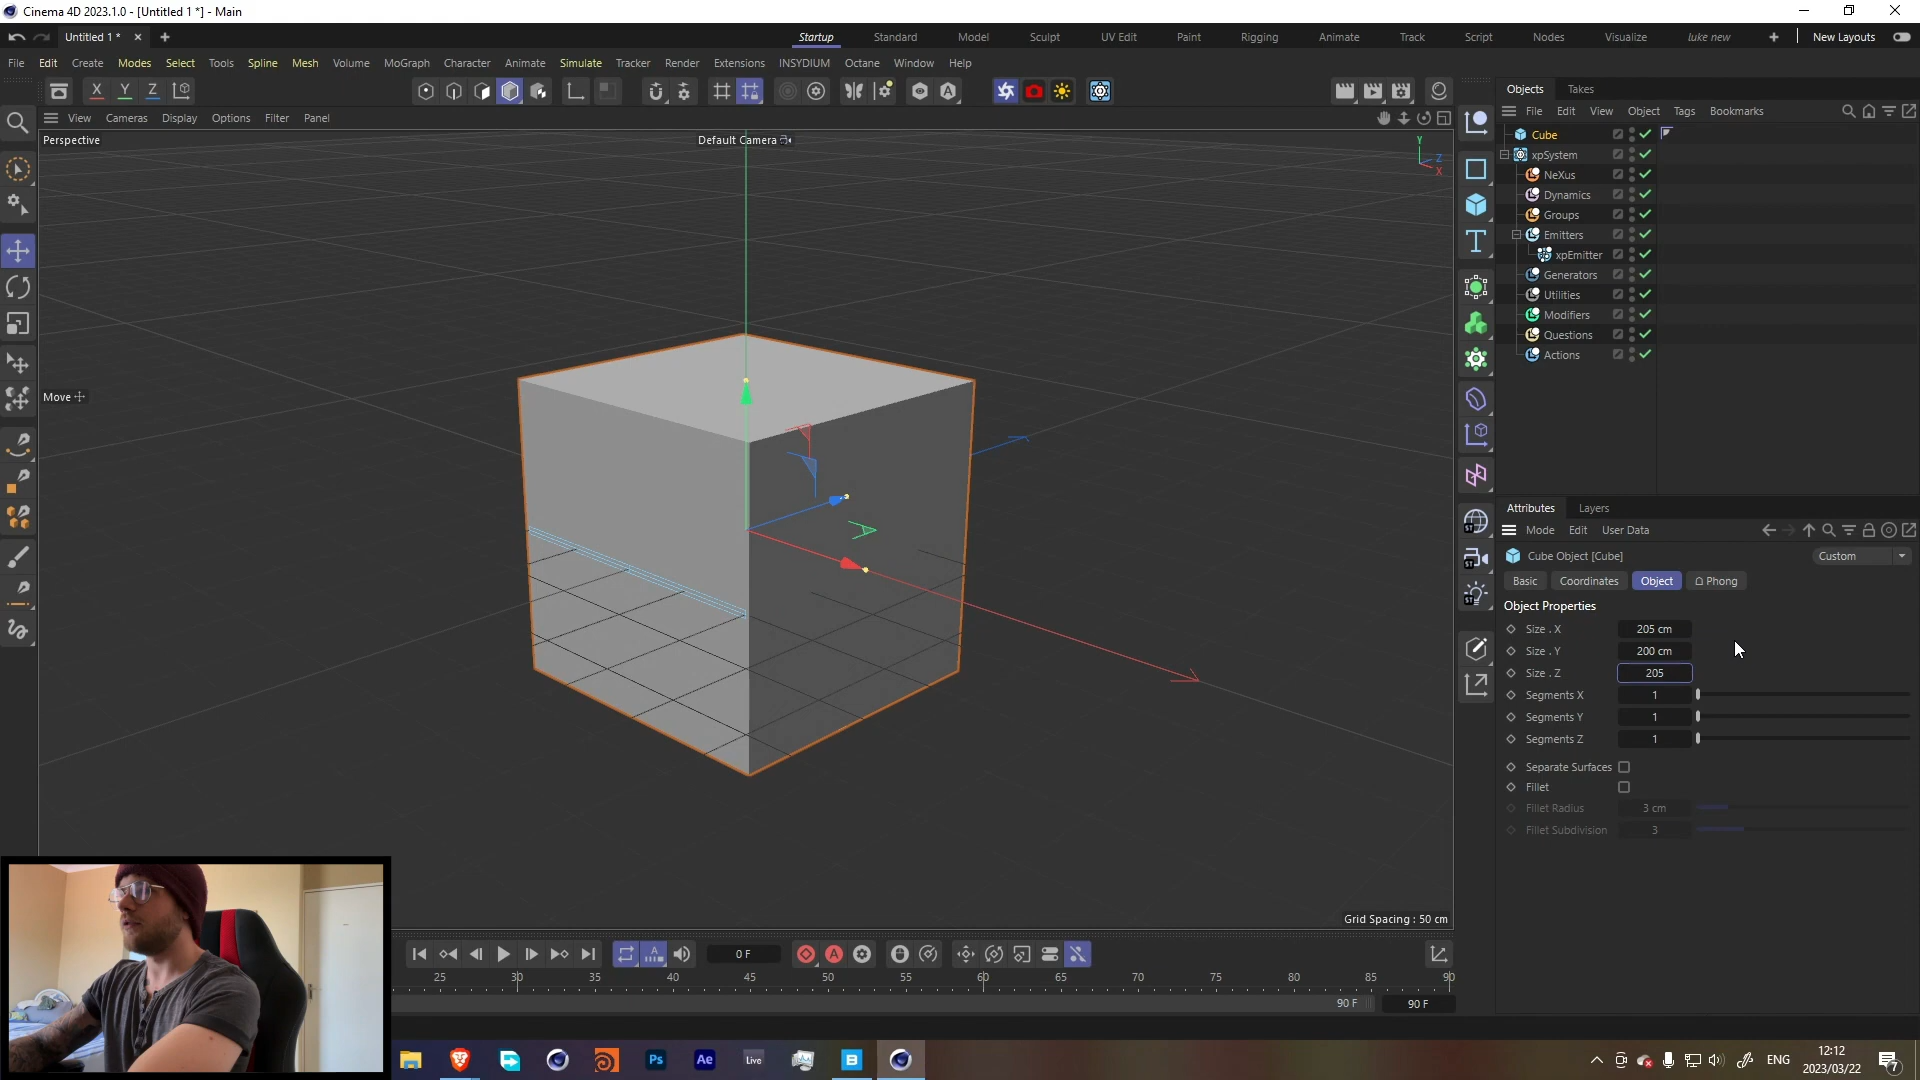 Cinema 4D 2023.1.0 - [Untitled 1 *] - Main
Untitled 1 *
Startup
Standard
Model
Sculpt
UV Edit
Paint
Rigging
Animate
Track
Script
Nodes
Visualize
luke new
New Layouts
File Edit Create Modes Select Tools Spline Mesh Volume MoGraph Character Animate Simulate Tracker Render Extensions INSYDIUM Octane Window Help
X Y Z
View Cameras Display Options Filter Panel
Perspective
Default Camera
Y
Z
X
Move
Grid Spacing : 50 cm
Objects Takes
File Edit View Object Tags Bookmarks
Cube
xpSystem
NeXus
Dynamics
Groups
Emitters
xpEmitter
Generators
Utilities
Modifiers
Questions
Actions
Attributes Layers
Mode Edit User Data
Cube Object [Cube]
Custom
Basic Coordinates Object Phong
Object Properties
Size . X 205 cm
Size . Y 200 cm
Size . Z 205
Segments X 1
Segments Y 1
Segments Z 1
Separate Surfaces
Fillet
Fillet Radius 3 cm
Fillet Subdivision 3
0 F
25 30 35 40 45 50 55 60 65 70 75 80 85 90
90 F 90 F
Ps
Ae
Live
B
ENG
12:12
2023/03/22
7